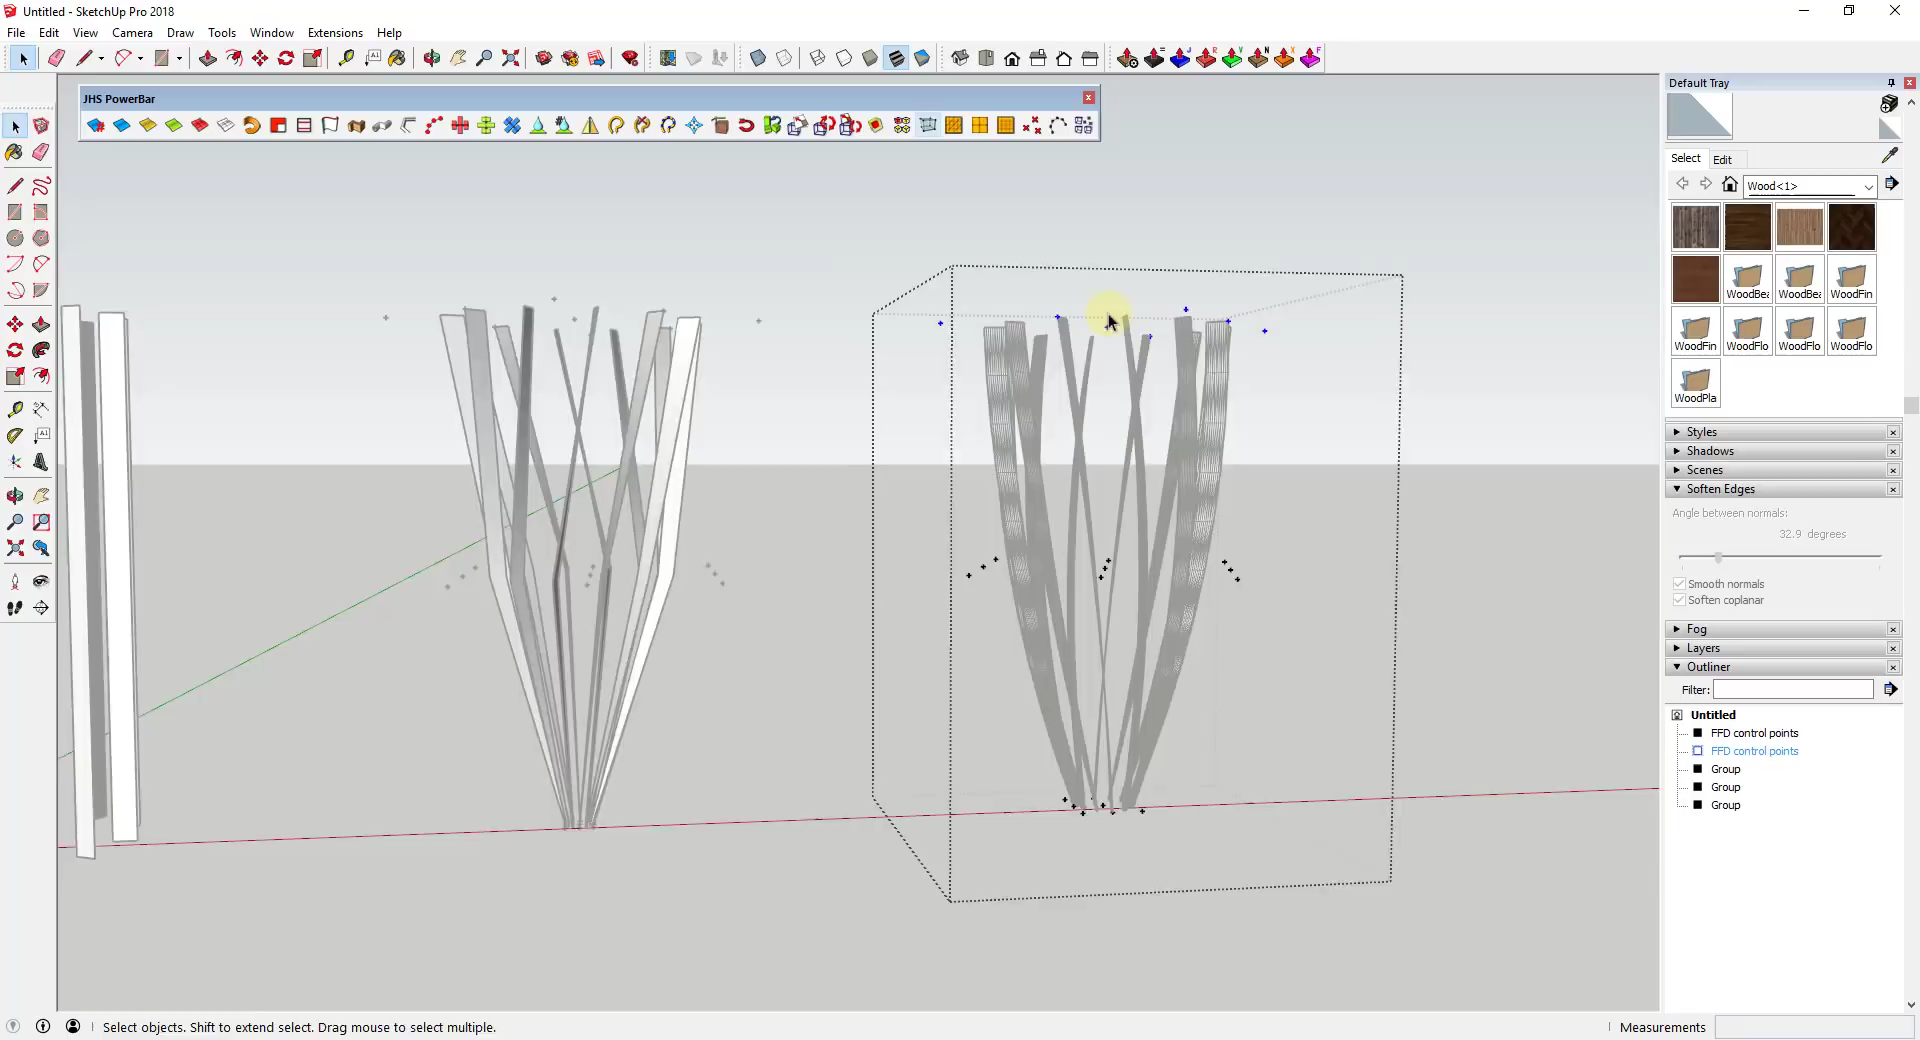 Untitled - SketchUp Pro 2018
File Edit View Camera Draw Tools Window Extensions Help
JHS PowerBar
Default Tray
Select Edit
Wood<1>
WoodBea WoodBea WoodFin
WoodFin WoodFlo WoodFlo WoodFlo
WoodPla
Styles
Shadows
Scenes
Soften Edges
Angle between normals:
32.9 degrees
Smooth normals
Soften coplanar
Fog
Layers
Outliner
Filter:
Untitled
FFD control points
FFD control points
Group
Group
Group
Select objects. Shift to extend select. Drag mouse to select multiple.
Measurements